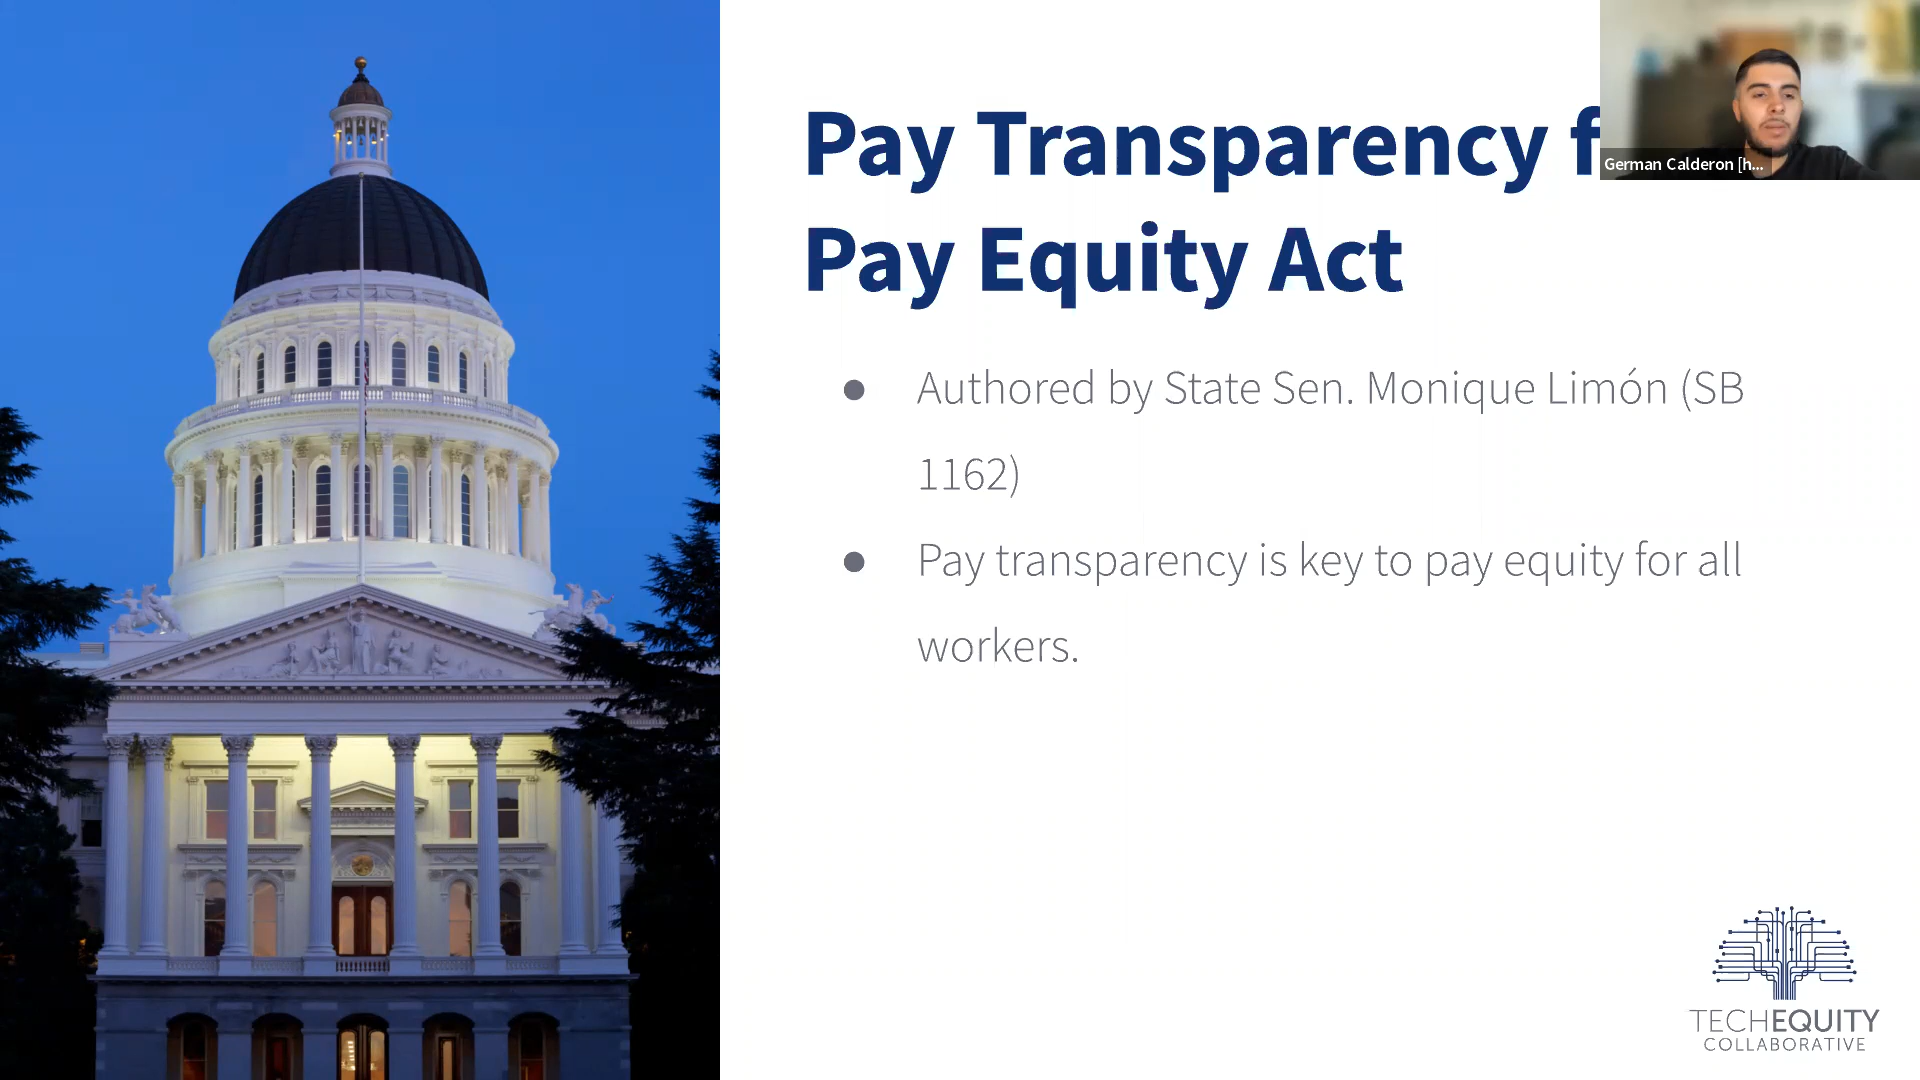 Pay Transparency f
Pay Equity Act
German Calderon [h...
● Authored by State Sen. Monique Limón (SB
1162)
● Pay transparency is key to pay equity for all
workers.
TECHEQUITY
COLLABORATIVE